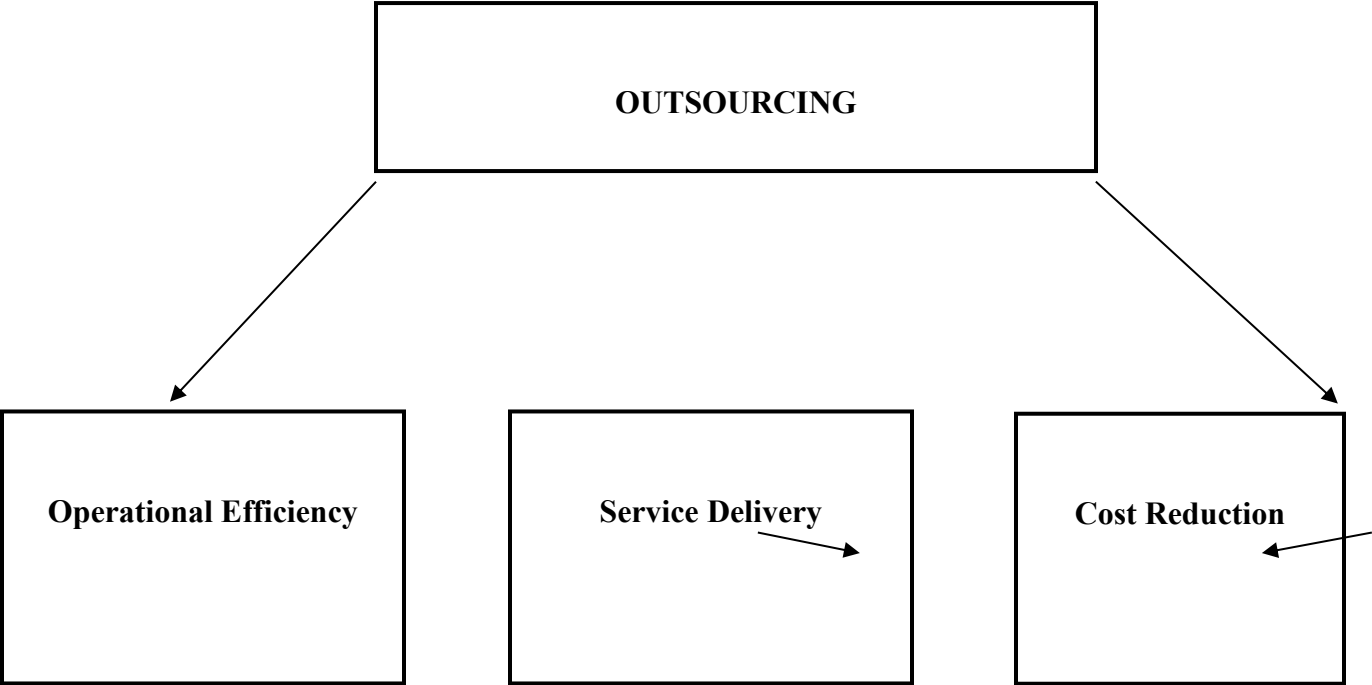 OUTSOURCING
Operational Efficiency
Service Delivery
Cost Reduction